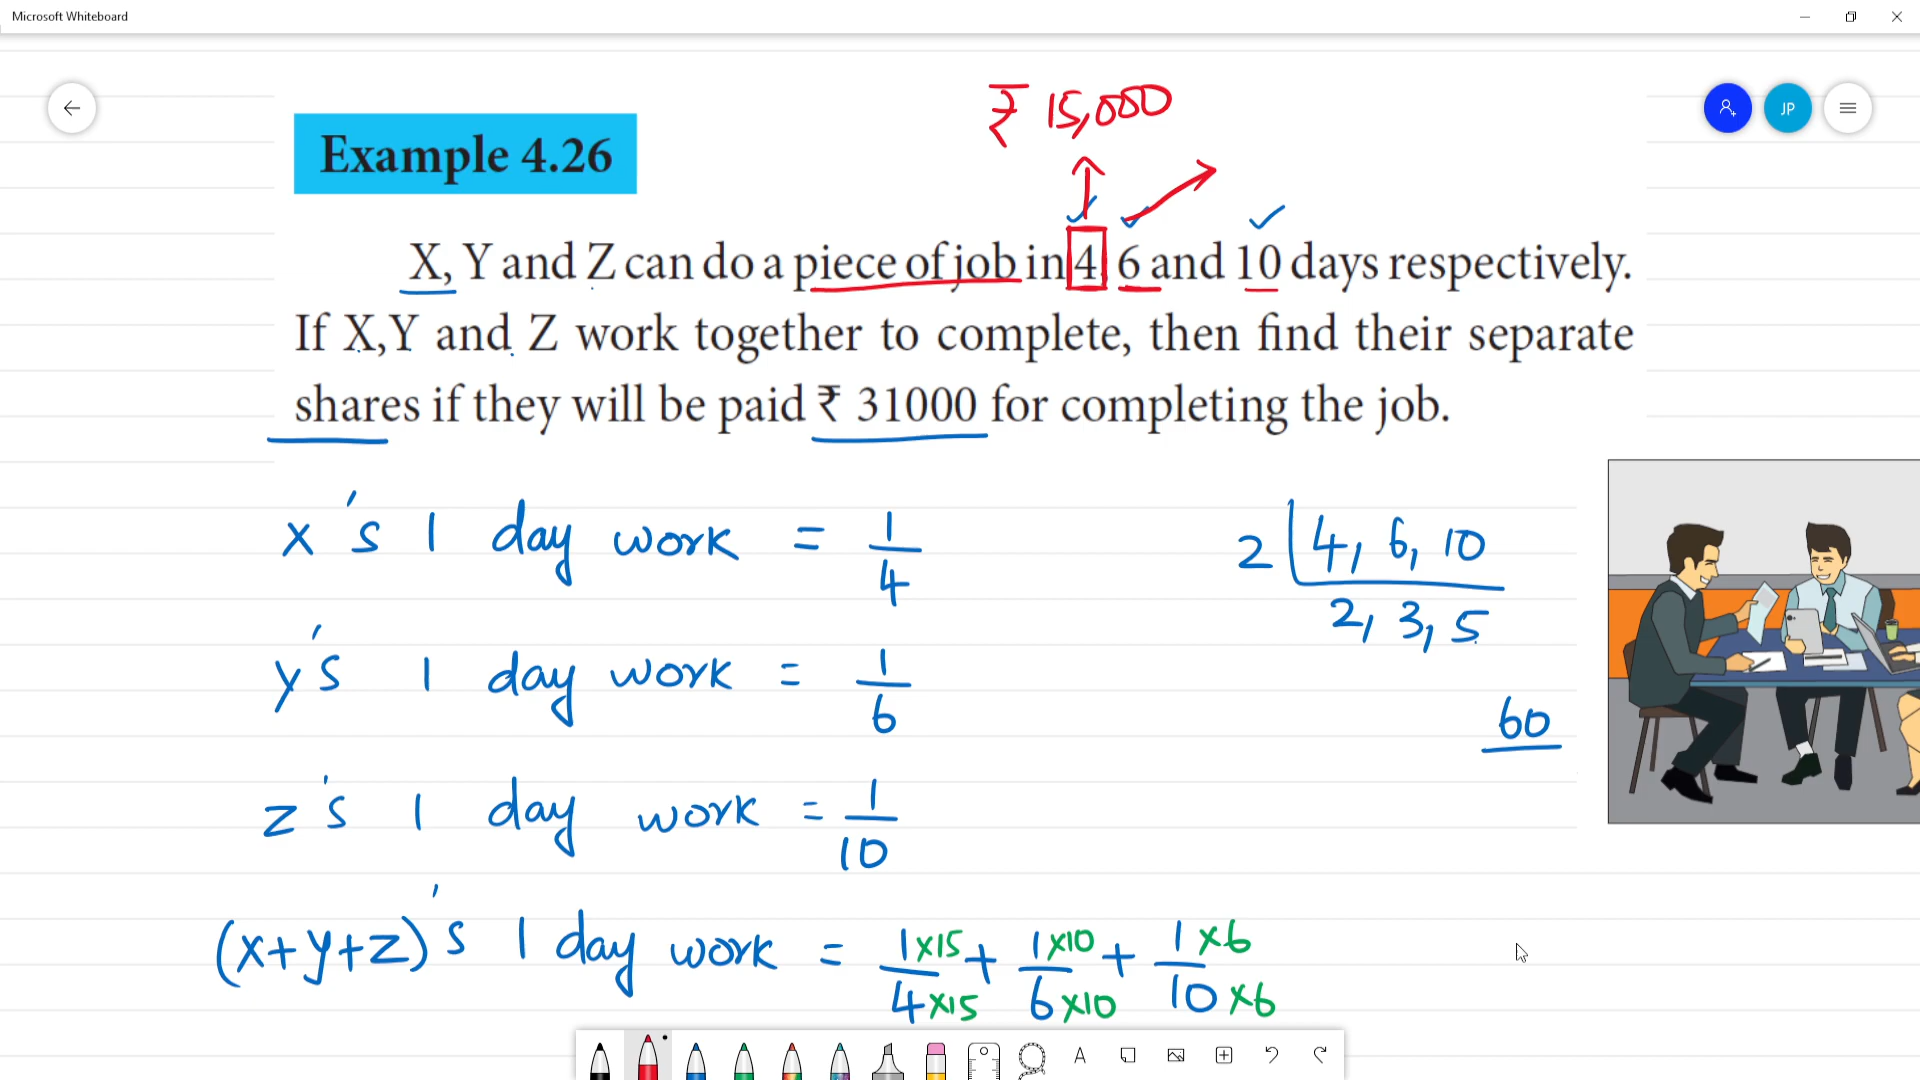 Microsoft Whiteboard
₹ 15,000
JP
Example 4.26
X, Y and Z can do a piece of job in 4, 6 and 10 days respectively.
If X,Y and Z work together to complete, then find their separate
shares if they will be paid ₹ 31000 for completing the job.
x's 1 day work = 1/4
2 | 4, 6, 10
2, 3, 5
y's 1 day work = 1/6
60
z's 1 day work = 1/10
(x+y+z)'s 1 day work = 1×15/4×15 + 1×10/6×10 + 1×6/10×6
A